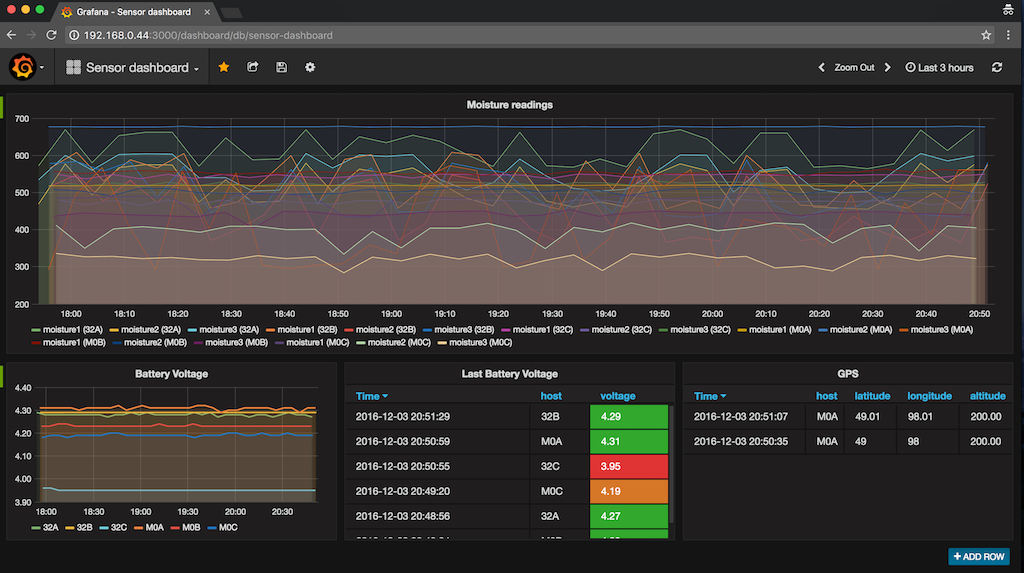 Grafana - Sensor dashboard
192.168.0.44:3000/dashboard/db/sensor-dashboard
Sensor dashboard
Zoom Out
Last 3 hours
Moisture readings
700
600
500
400
300
200
18:00 18:10 18:20 18:30 18:40 18:50 19:00 19:10 19:20 19:30 19:40 19:50 20:00 20:10 20:20 20:30 20:40 20:50
moisture1 (32A) moisture2 (32A) moisture3 (32A) moisture1 (32B) moisture2 (32B) moisture3 (32B) moisture1 (32C) moisture2 (32C) moisture3 (32C) moisture1 (M0A) moisture2 (M0A) moisture3 (M0A)
moisture1 (M0B) moisture2 (M0B) moisture3 (M0B) moisture1 (M0C) moisture2 (M0C) moisture3 (M0C)
Battery Voltage
4.40
4.30
4.20
4.10
4.00
3.90
18:00 18:30 19:00 19:30 20:00 20:30
32A 32B 32C M0A M0B M0C
Last Battery Voltage
Time host voltage
2016-12-03 20:51:29 32B 4.29
2016-12-03 20:50:59 M0A 4.31
2016-12-03 20:50:55 32C 3.95
2016-12-03 20:49:20 M0C 4.19
2016-12-03 20:48:56 32A 4.27
GPS
Time host latitude longitude altitude
2016-12-03 20:51:07 M0A 49.01 98.01 200.00
2016-12-03 20:50:35 M0A 49 98 200.00
ADD ROW